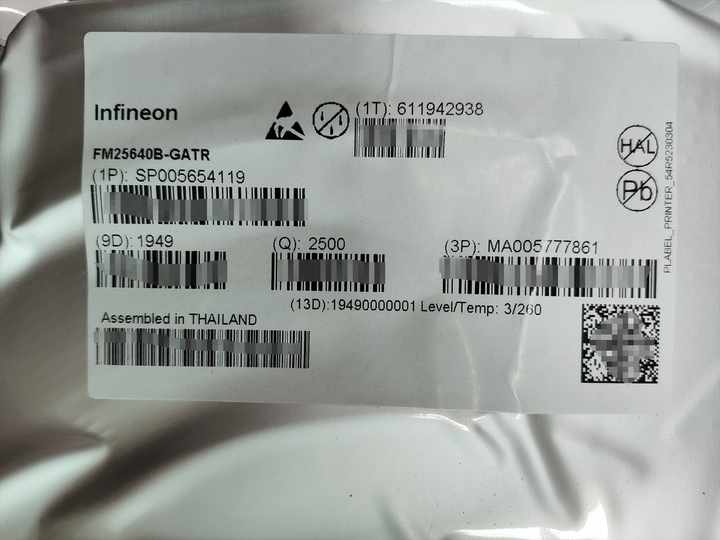 Infineon
(1T): 611942938
FM25640B-GATR
(1P): SP005654119
HAL
Pb
(9D): 1949
(Q): 2500
(3P): MA005777861
(13D):19490000001 Level/Temp: 3/260
Assembled in THAILAND
PLABEL_PRINTER_54R5230304